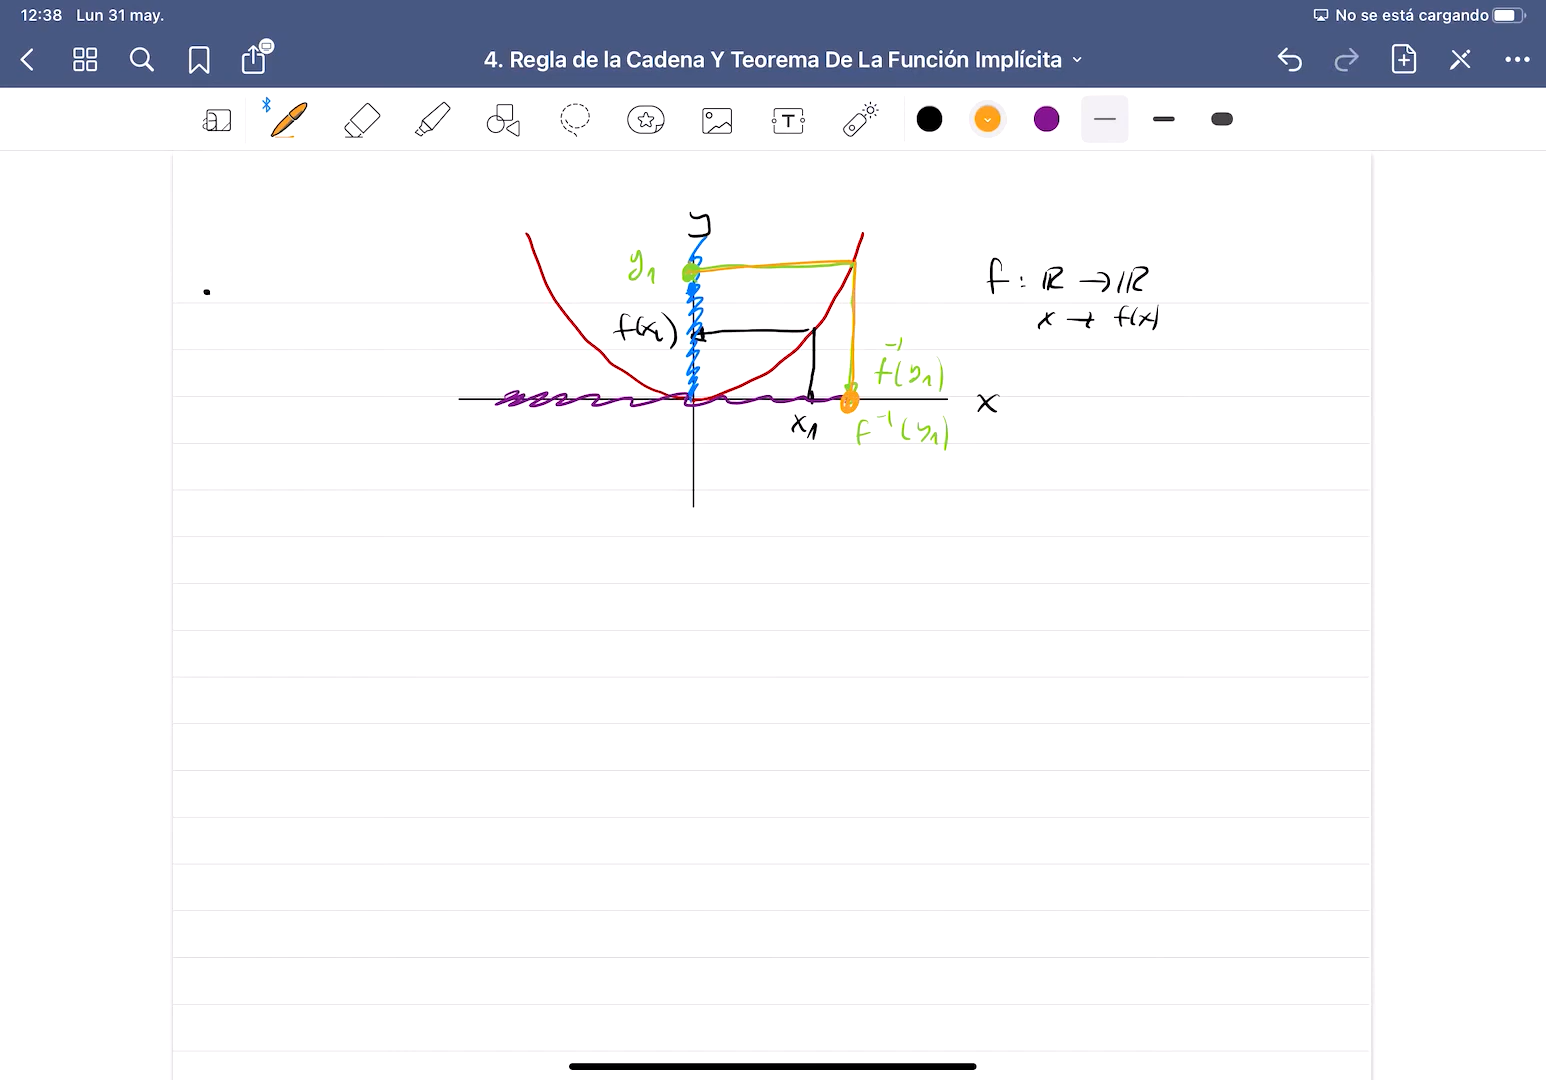 12:38 Lun 31 may.
No se está cargando
4. Regla de la Cadena Y Teorema De La Función Implícita
T
y
y₁
f : ℝ → ℝ
x → f(x)
f(x₁)
f⁻¹(y₁)
x
x₁
f⁻¹(y₁)